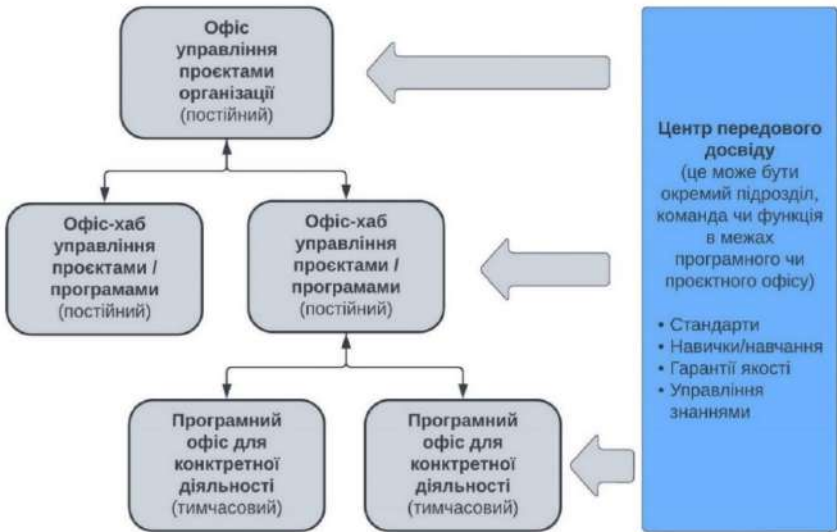 Офіс
управління
проєктами
організації
(постійний)
Офіс-хаб
управління
проєктами /
програмами
(постійний)
Офіс-хаб
управління
проєктами /
програмами
(постійний)
Програмний
офіс для
конктретної
діяльності
(тимчасовий)
Програмний
офіс для
конктретної
діяльності
(тимчасовий)
Центр передового
досвіду
(це може бути
окремий підрозділ,
команда чи функція
в межах
програмного чи
проєктного офісу)
• Стандарти
• Навички/навчання
• Гарантії якості
• Управління
знаннями